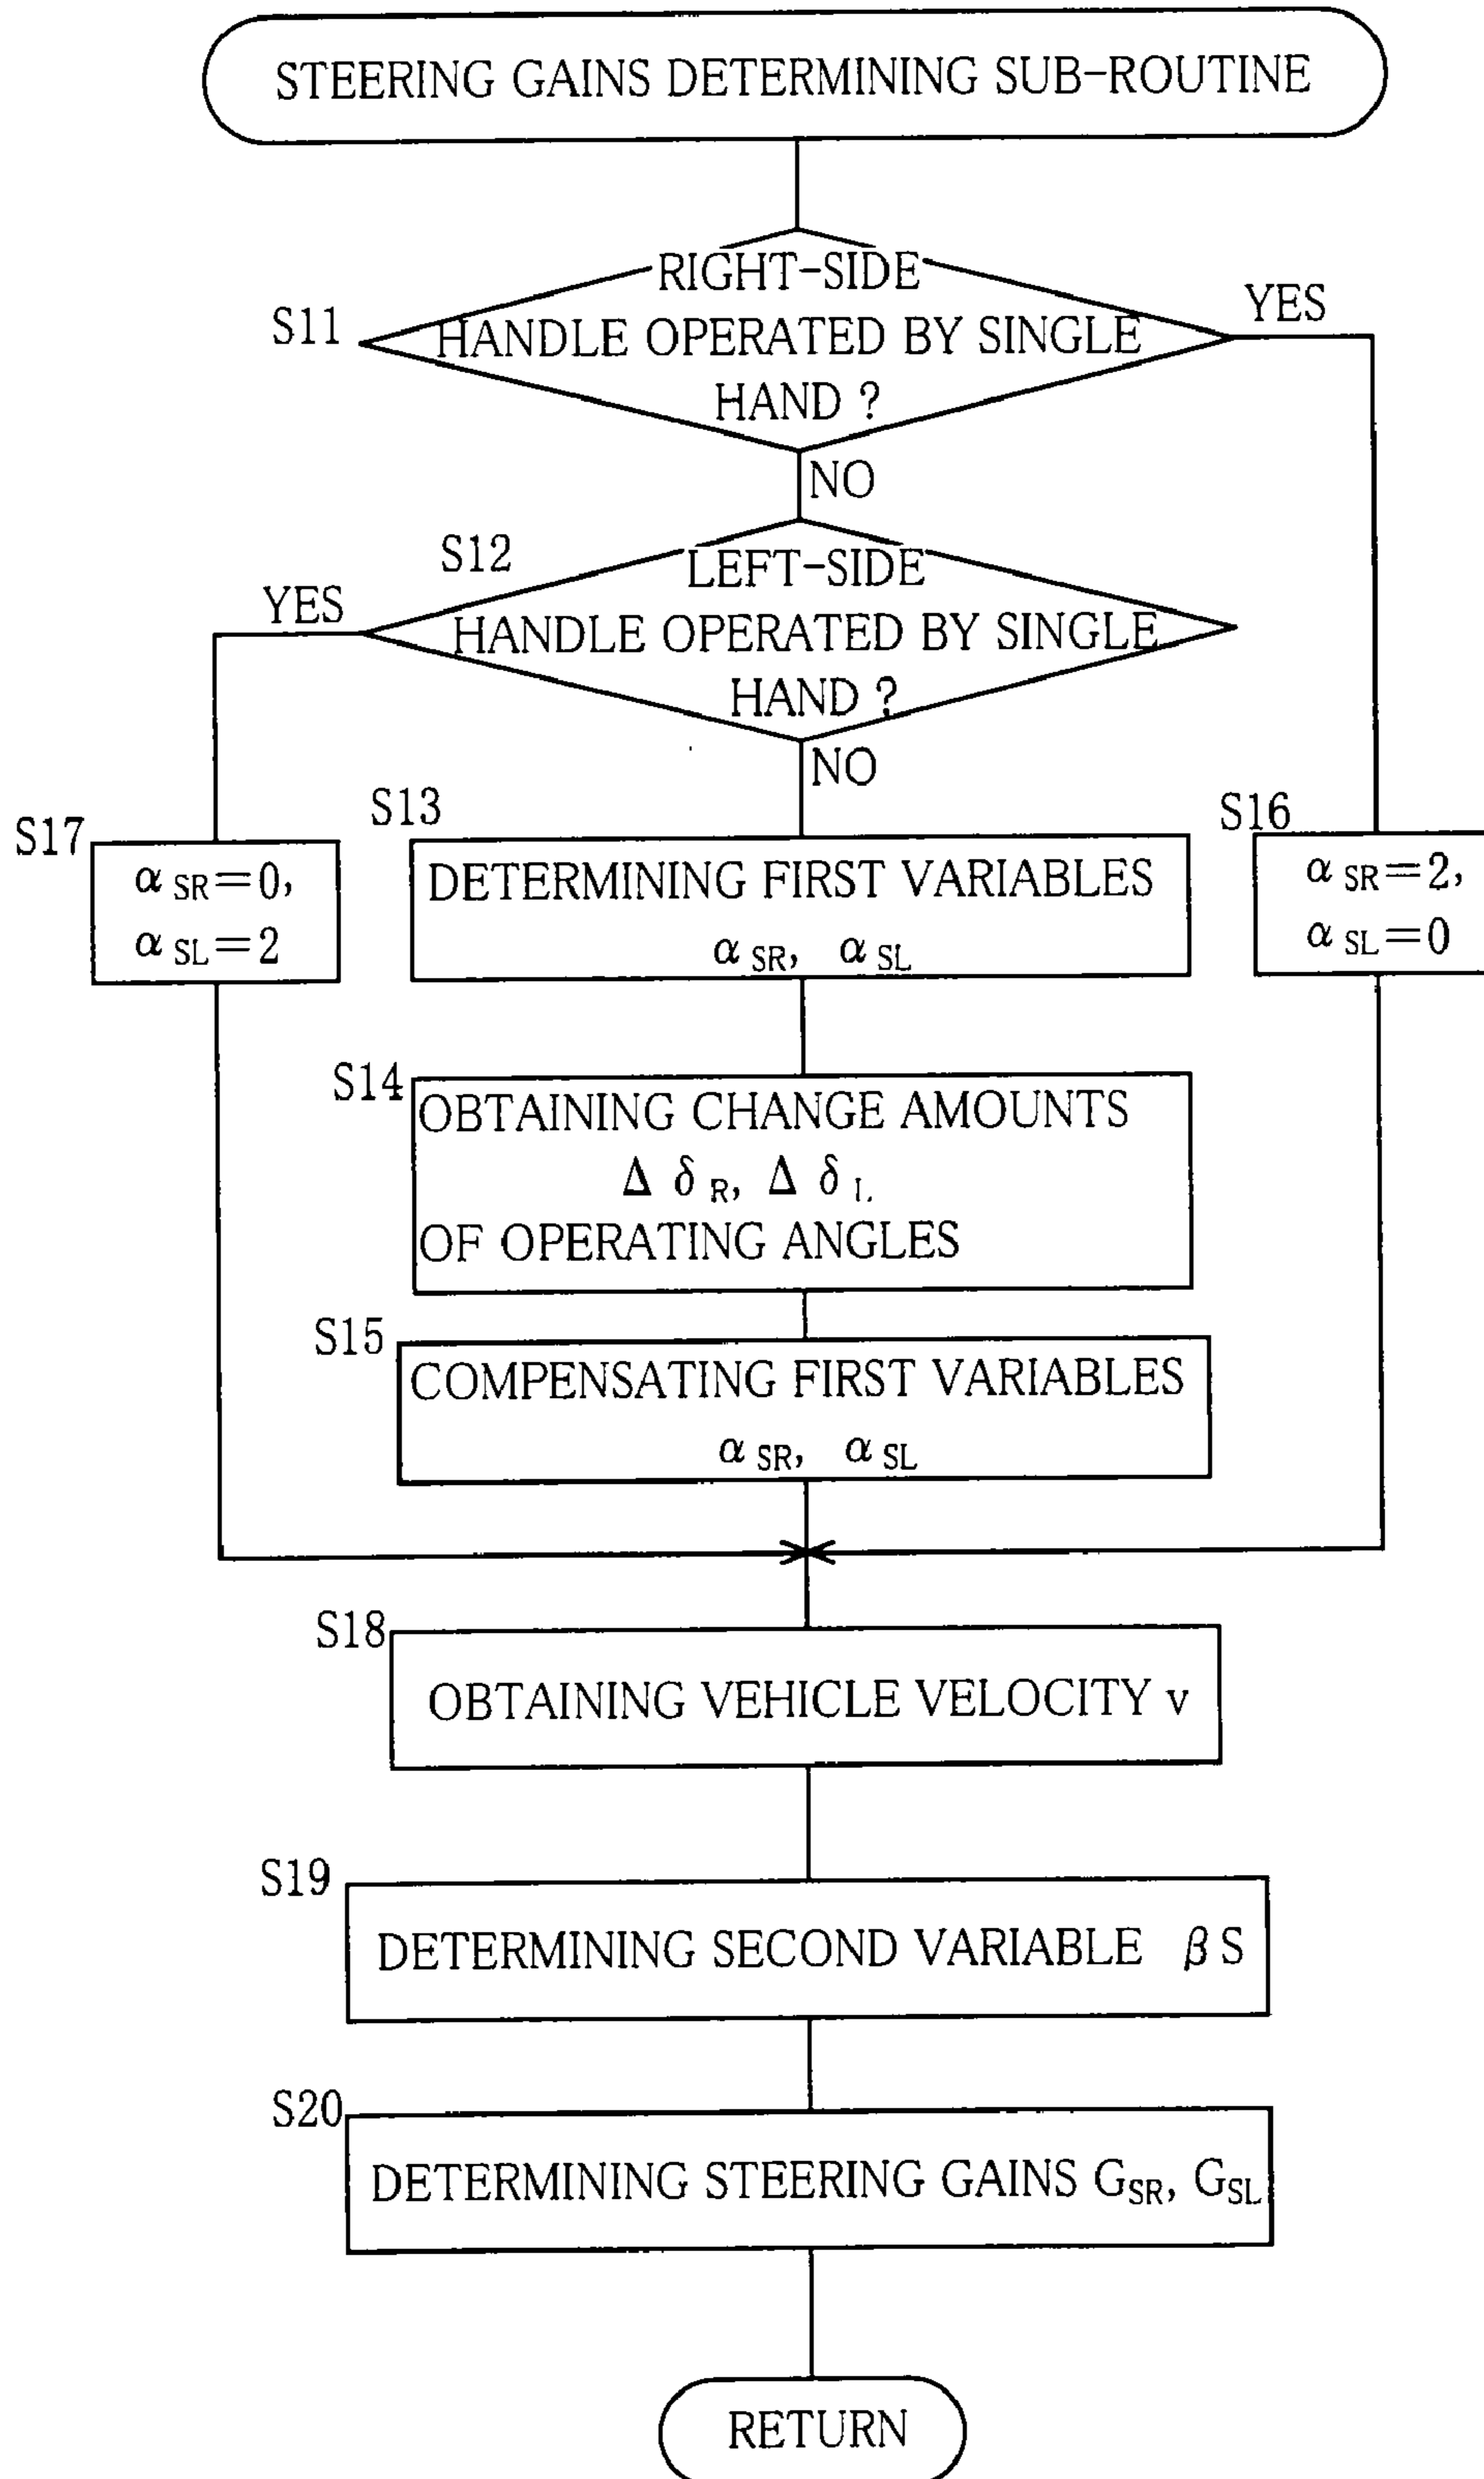 STEERING GAINS DETERMINING SUB-ROUTINE
RIGHT-SIDE
HANDLE OPERATED BY SINGLE
HAND ?
S11
YES
NO
S12
LEFT-SIDE
HANDLE OPERATED BY SINGLE
HAND ?
YES
NO
S17
α SR=0,
α SL=2
S13
DETERMINING FIRST VARIABLES
α SR, α SL
S16
α SR=2,
α SL=0
S14
OBTAINING CHANGE AMOUNTS
Δ δ R, Δ δ L
OF OPERATING ANGLES
S15
COMPENSATING FIRST VARIABLES
α SR, α SL
S18
OBTAINING VEHICLE VELOCITY v
S19
DETERMINING SECOND VARIABLE β S
S20
DETERMINING STEERING GAINS GSR, GSL
RETURN